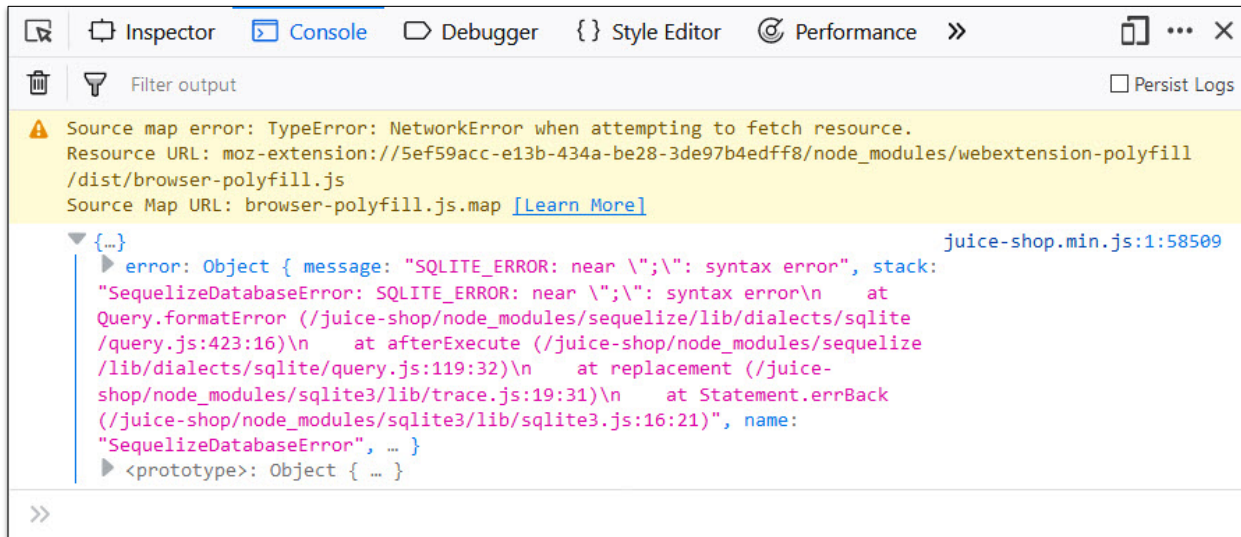 Inspector Console Debugger { } Style Editor Performance »
Filter output Persist Logs
Source map error: TypeError: NetworkError when attempting to fetch resource.
Resource URL: moz-extension://5ef59acc-e13b-434a-be28-3de97b4edff8/node_modules/webextension-polyfill
/dist/browser-polyfill.js
Source Map URL: browser-polyfill.js.map [Learn More]
{…} juice-shop.min.js:1:58509
error: Object { message: "SQLITE_ERROR: near \";\": syntax error", stack:
"SequelizeDatabaseError: SQLITE_ERROR: near \";\": syntax error\n    at
Query.formatError (/juice-shop/node_modules/sequelize/lib/dialects/sqlite
/query.js:423:16)\n    at afterExecute (/juice-shop/node_modules/sequelize
/lib/dialects/sqlite/query.js:119:32)\n    at replacement (/juice-
shop/node_modules/sqlite3/lib/trace.js:19:31)\n    at Statement.errBack
(/juice-shop/node_modules/sqlite3/lib/sqlite3.js:16:21)", name:
"SequelizeDatabaseError", … }
<prototype>: Object { … }
»